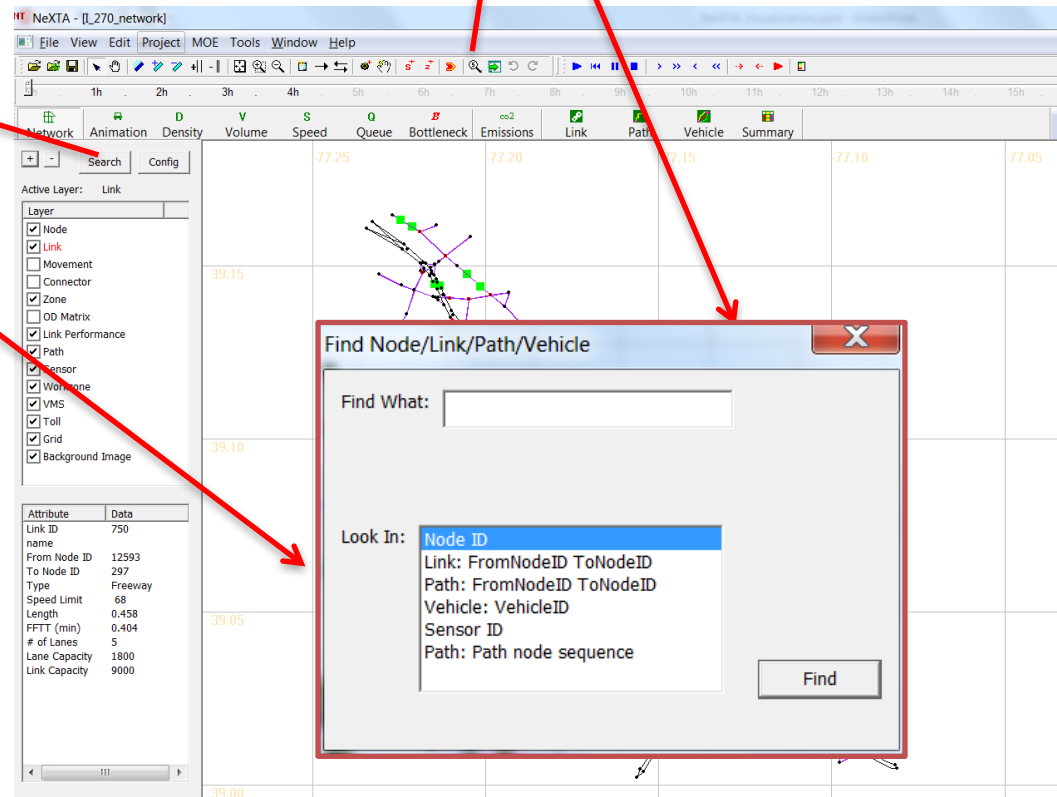 NeXTA - [I_270_network]
File View Edit Project MOE Tools Window Help
1h 2h 3h 4h 5h 6h 7h 8h 9h 10h 11h 12h 13h 14h 15h
Network Animation Density Volume Speed Queue Bottleneck Emissions Link Path Vehicle Summary
+ - Search Config
Active Layer: Link
Layer
Node
Link
Movement
Connector
Zone
OD Matrix
Link Performance
Path
Sensor
Workzone
VMS
Toll
Grid
Background Image
Attribute Data
Link ID 750
name
From Node ID 12593
To Node ID 297
Type Freeway
Speed Limit 68
Length 0.458
FFTT (min) 0.404
# of Lanes 5
Lane Capacity 1800
Link Capacity 9000
-77.25 -77.20 -77.15 -77.10 -77.05
39.15
39.10
39.05
39.00
Find Node/Link/Path/Vehicle
Find What:
Look In:
Node ID
Link: FromNodeID ToNodeID
Path: FromNodeID ToNodeID
Vehicle: VehicleID
Sensor ID
Path: Path node sequence
Find